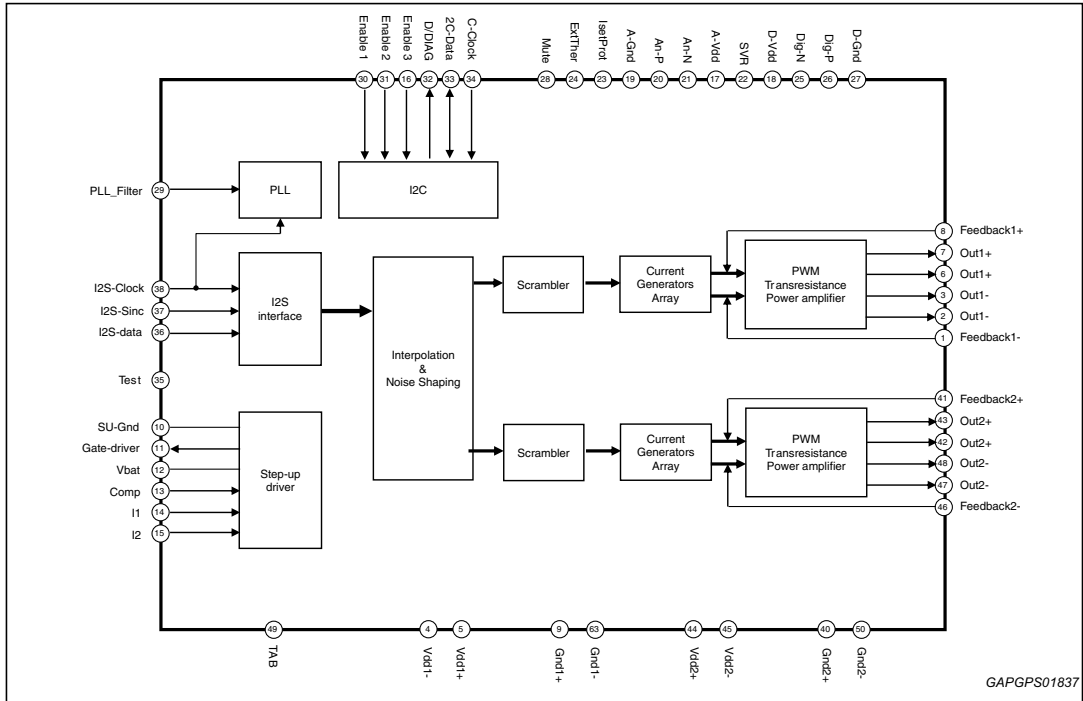 Enable 1
Enable 2
Enable 3
D/DIAG
2C-Data
C-Clock
Mute
ExtTher
IsetProt
A-Gnd
An-P
An-N
A-Vdd
SVR
D-Vdd
Dig-N
Dig-P
D-Gnd
30
31
16
32
33
34
28
24
23
19
20
21
17
22
18
25
26
27
PLL_Filter
29
PLL
I2C
I2S-Clock
38
I2S-Sinc
37
I2S-data
36
I2S
interface
Test
35
SU-Gnd
10
Gate-driver
11
Vbat
12
Comp
13
I1
14
I2
15
Step-up
driver
Interpolation
&
Noise Shaping
Scrambler
Current
Generators
Array
PWM
Transresistance
Power amplifier
8
Feedback1+
7
Out1+
6
Out1+
3
Out1-
2
Out1-
1
Feedback1-
Scrambler
Current
Generators
Array
PWM
Transresistance
Power amplifier
41
Feedback2+
43
Out2+
42
Out2+
48
Out2-
47
Out2-
46
Feedback2-
49
4
5
9
63
44
45
40
50
TAB
Vdd1-
Vdd1+
Gnd1+
Gnd1-
Vdd2+
Vdd2-
Gnd2+
Gnd2-
GAPGPS01837